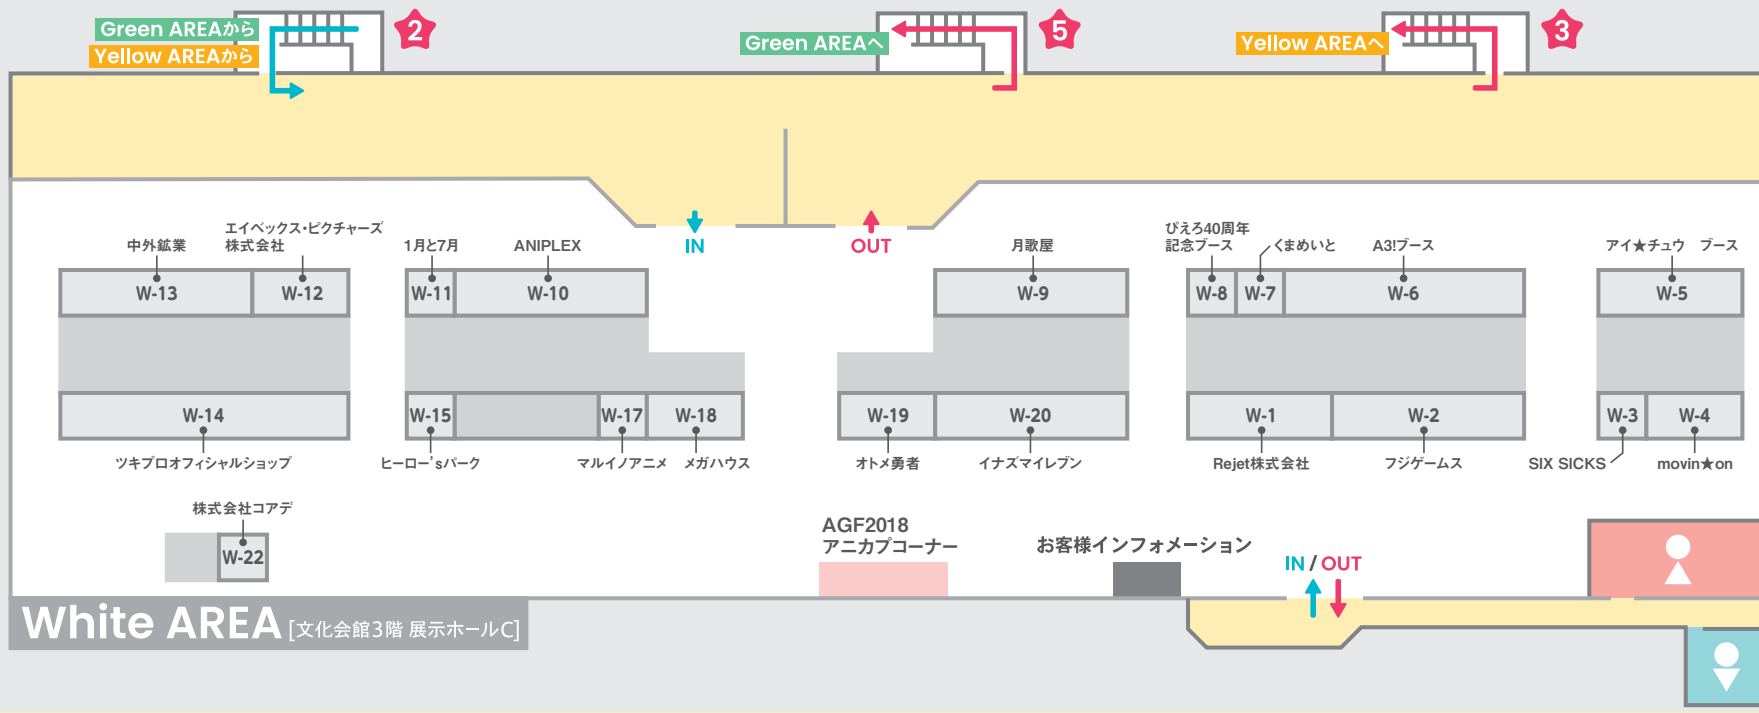 Green AREAから
Yellow AREAから
2
Green AREAへ
5
Yellow AREAへ
3
IN
OUT
中外鉱業
エイベックス・ピクチャーズ
株式会社
1月と7月
ANIPLEX
月歌屋
ぴえろ40周年
記念ブース
くまめいと
A3!ブース
アイ★チュウ ブース
W-13
W-12
W-11
W-10
W-9
W-8
W-7
W-6
W-5
W-14
W-15
W-17
W-18
W-19
W-20
W-1
W-2
W-3
W-4
ツキプロオフィシャルショップ
ヒーロー'sパーク
マルイノアニメ
メガハウス
オトメ勇者
イナズマイレブン
Rejet株式会社
フジゲームス
SIX SICKS
movin★on
株式会社コアデ
W-22
AGF2018
アニカプコーナー
お客様インフォメーション
IN / OUT
White AREA [文化会館3階 展示ホールC]